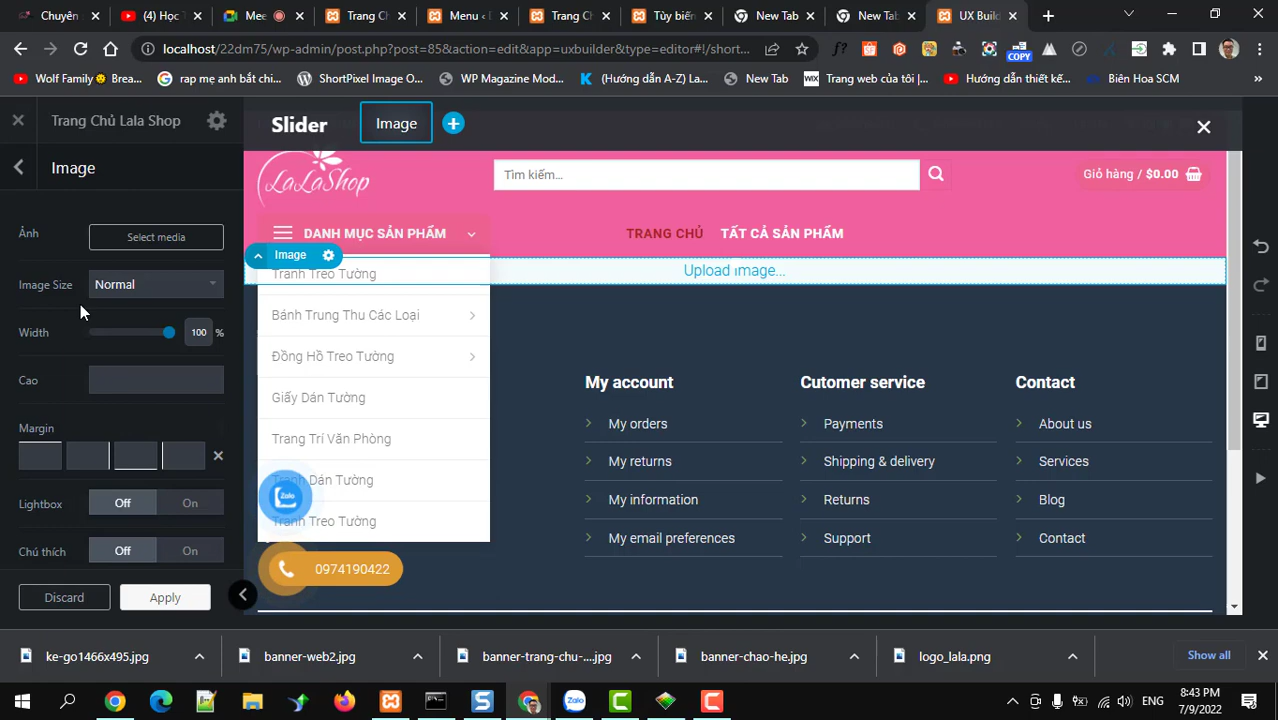 Chuyên
(4) Học T
Mee
Trang Ch
Menu ‹ D
Trang Ch
Tùy biến
New Tab
New Tab
UX Build
localhost/22dm75/wp-admin/post.php?post=85&action=edit&app=uxbuilder&type=editor#!/short...
COPY
Wolf Family Brea...
rap mẹ anh bắt chi...
ShortPixel Image O...
WP Magazine Mod...
(Hướng dẫn A-Z) La...
New Tab
WIX
Trang web của tôi |...
Hướng dẫn thiết kế...
Biên Hoa SCM
»
Trang Chủ Lala Shop
Slider
Image
Image
LaLaShop
Tìm kiếm...
Giỏ hàng / $0.00
Ảnh
Select media
DANH MỤC SẢN PHẨM
TRANG CHỦ
TẤT CẢ SẢN PHẨM
Image
Tranh Treo Tường
Upload image...
Image Size
Normal
Bánh Trung Thu Các Loại
Width
100
%
Đồng Hồ Treo Tường
Cao
Giấy Dán Tường
Margin
Trang Trí Văn Phòng
Tranh Dán Tường
Zalo
Tranh Treo Tường
Lightbox
Off
On
Chú thích
Off
On
My account
My orders
My returns
My information
My email preferences
Cutomer service
Payments
Shipping & delivery
Returns
Support
Contact
About us
Services
Blog
Contact
0974190422
Discard
Apply
ke-go1466x495.jpg
banner-web2.jpg
banner-trang-chu-....jpg
banner-chao-he.jpg
logo_lala.png
Show all
Zalo
ENG
8:43 PM
7/9/2022